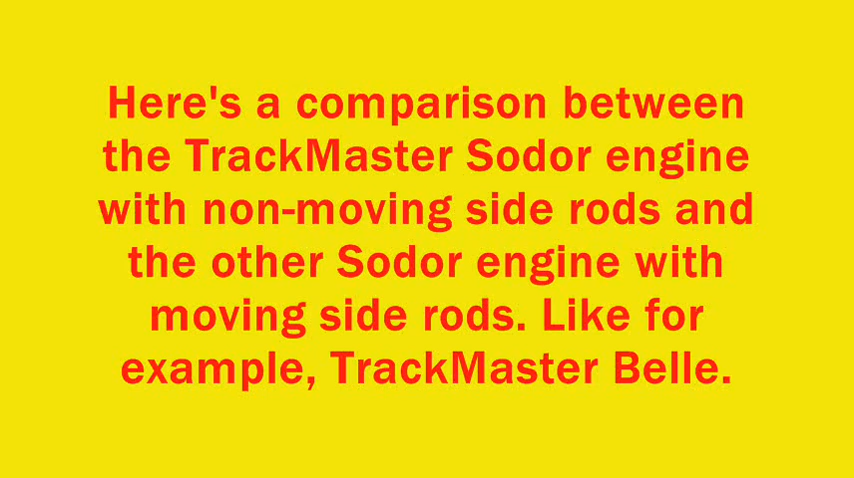 Here's a comparison between
the TrackMaster Sodor engine
with non-moving side rods and
the other Sodor engine with
moving side rods. Like for
example, TrackMaster Belle.